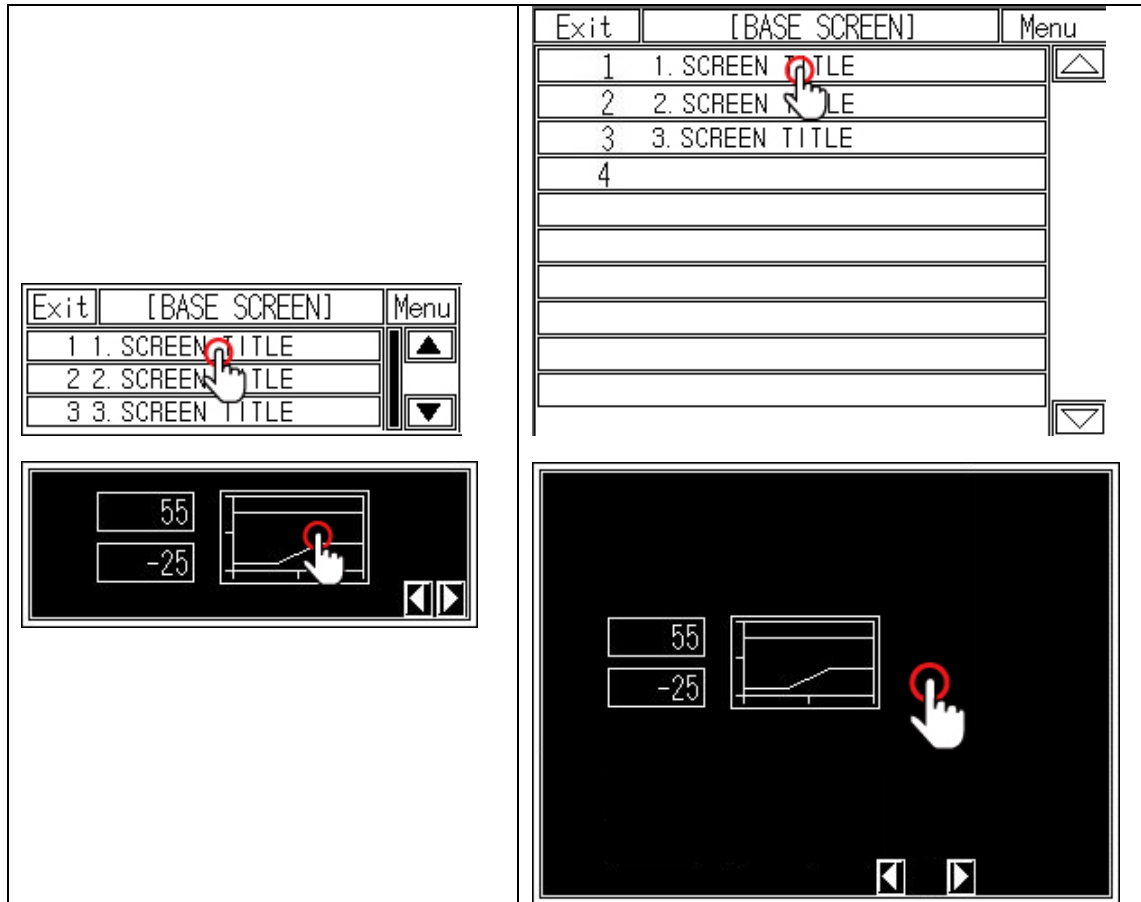 Exit [BASE SCREEN] Menu
1 1. SCREEN TITLE
2 2. SCREEN TITLE
3 3. SCREEN TITLE
55
-25
Exit [BASE SCREEN] Menu
1 1. SCREEN TITLE
2 2. SCREEN TITLE
3 3. SCREEN TITLE
4
55
-25